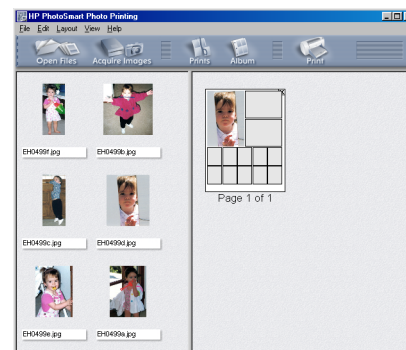 HP PhotoSmart Photo Printing
File Edit Layout View Help
Open Files Acquire Images Prints Album Print
EH0499f.jpg EH0499b.jpg
Page 1 of 1
EH0499c.jpg EH0499d.jpg
EH0499e.jpg EH0499a.jpg